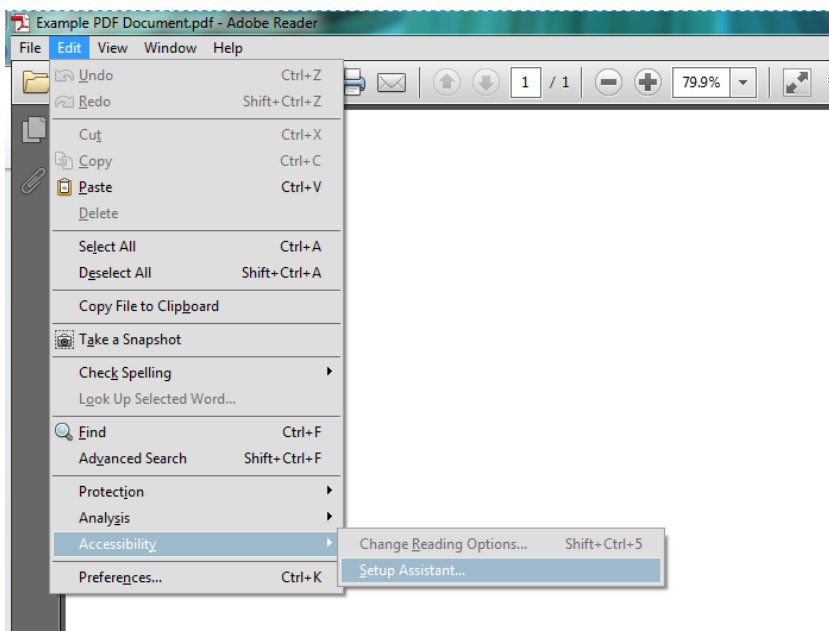 Example PDF Document.pdf - Adobe Reader
File Edit View Window Help
1 / 1 79.9%
Undo Ctrl+Z
Redo Shift+Ctrl+Z
Cut Ctrl+X
Copy Ctrl+C
Paste Ctrl+V
Delete
Select All Ctrl+A
Deselect All Shift+Ctrl+A
Copy File to Clipboard
Take a Snapshot
Check Spelling
Look Up Selected Word...
Find Ctrl+F
Advanced Search Shift+Ctrl+F
Protection
Analysis
Accessibility
Change Reading Options... Shift+Ctrl+5
Setup Assistant...
Preferences... Ctrl+K